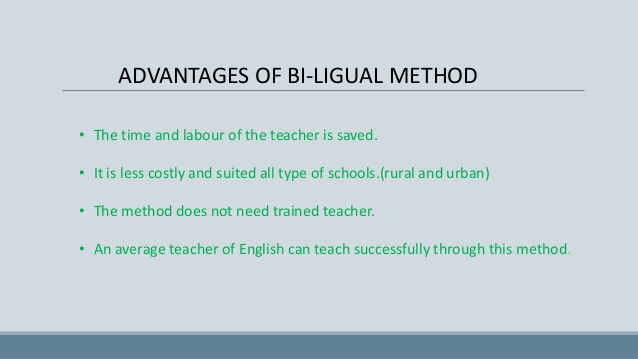 ADVANTAGES OF BI-LIGUAL METHOD
• The time and labour of the teacher is saved.
• It is less costly and suited all type of schools.(rural and urban)
• The method does not need trained teacher.
• An average teacher of English can teach successfully through this method.